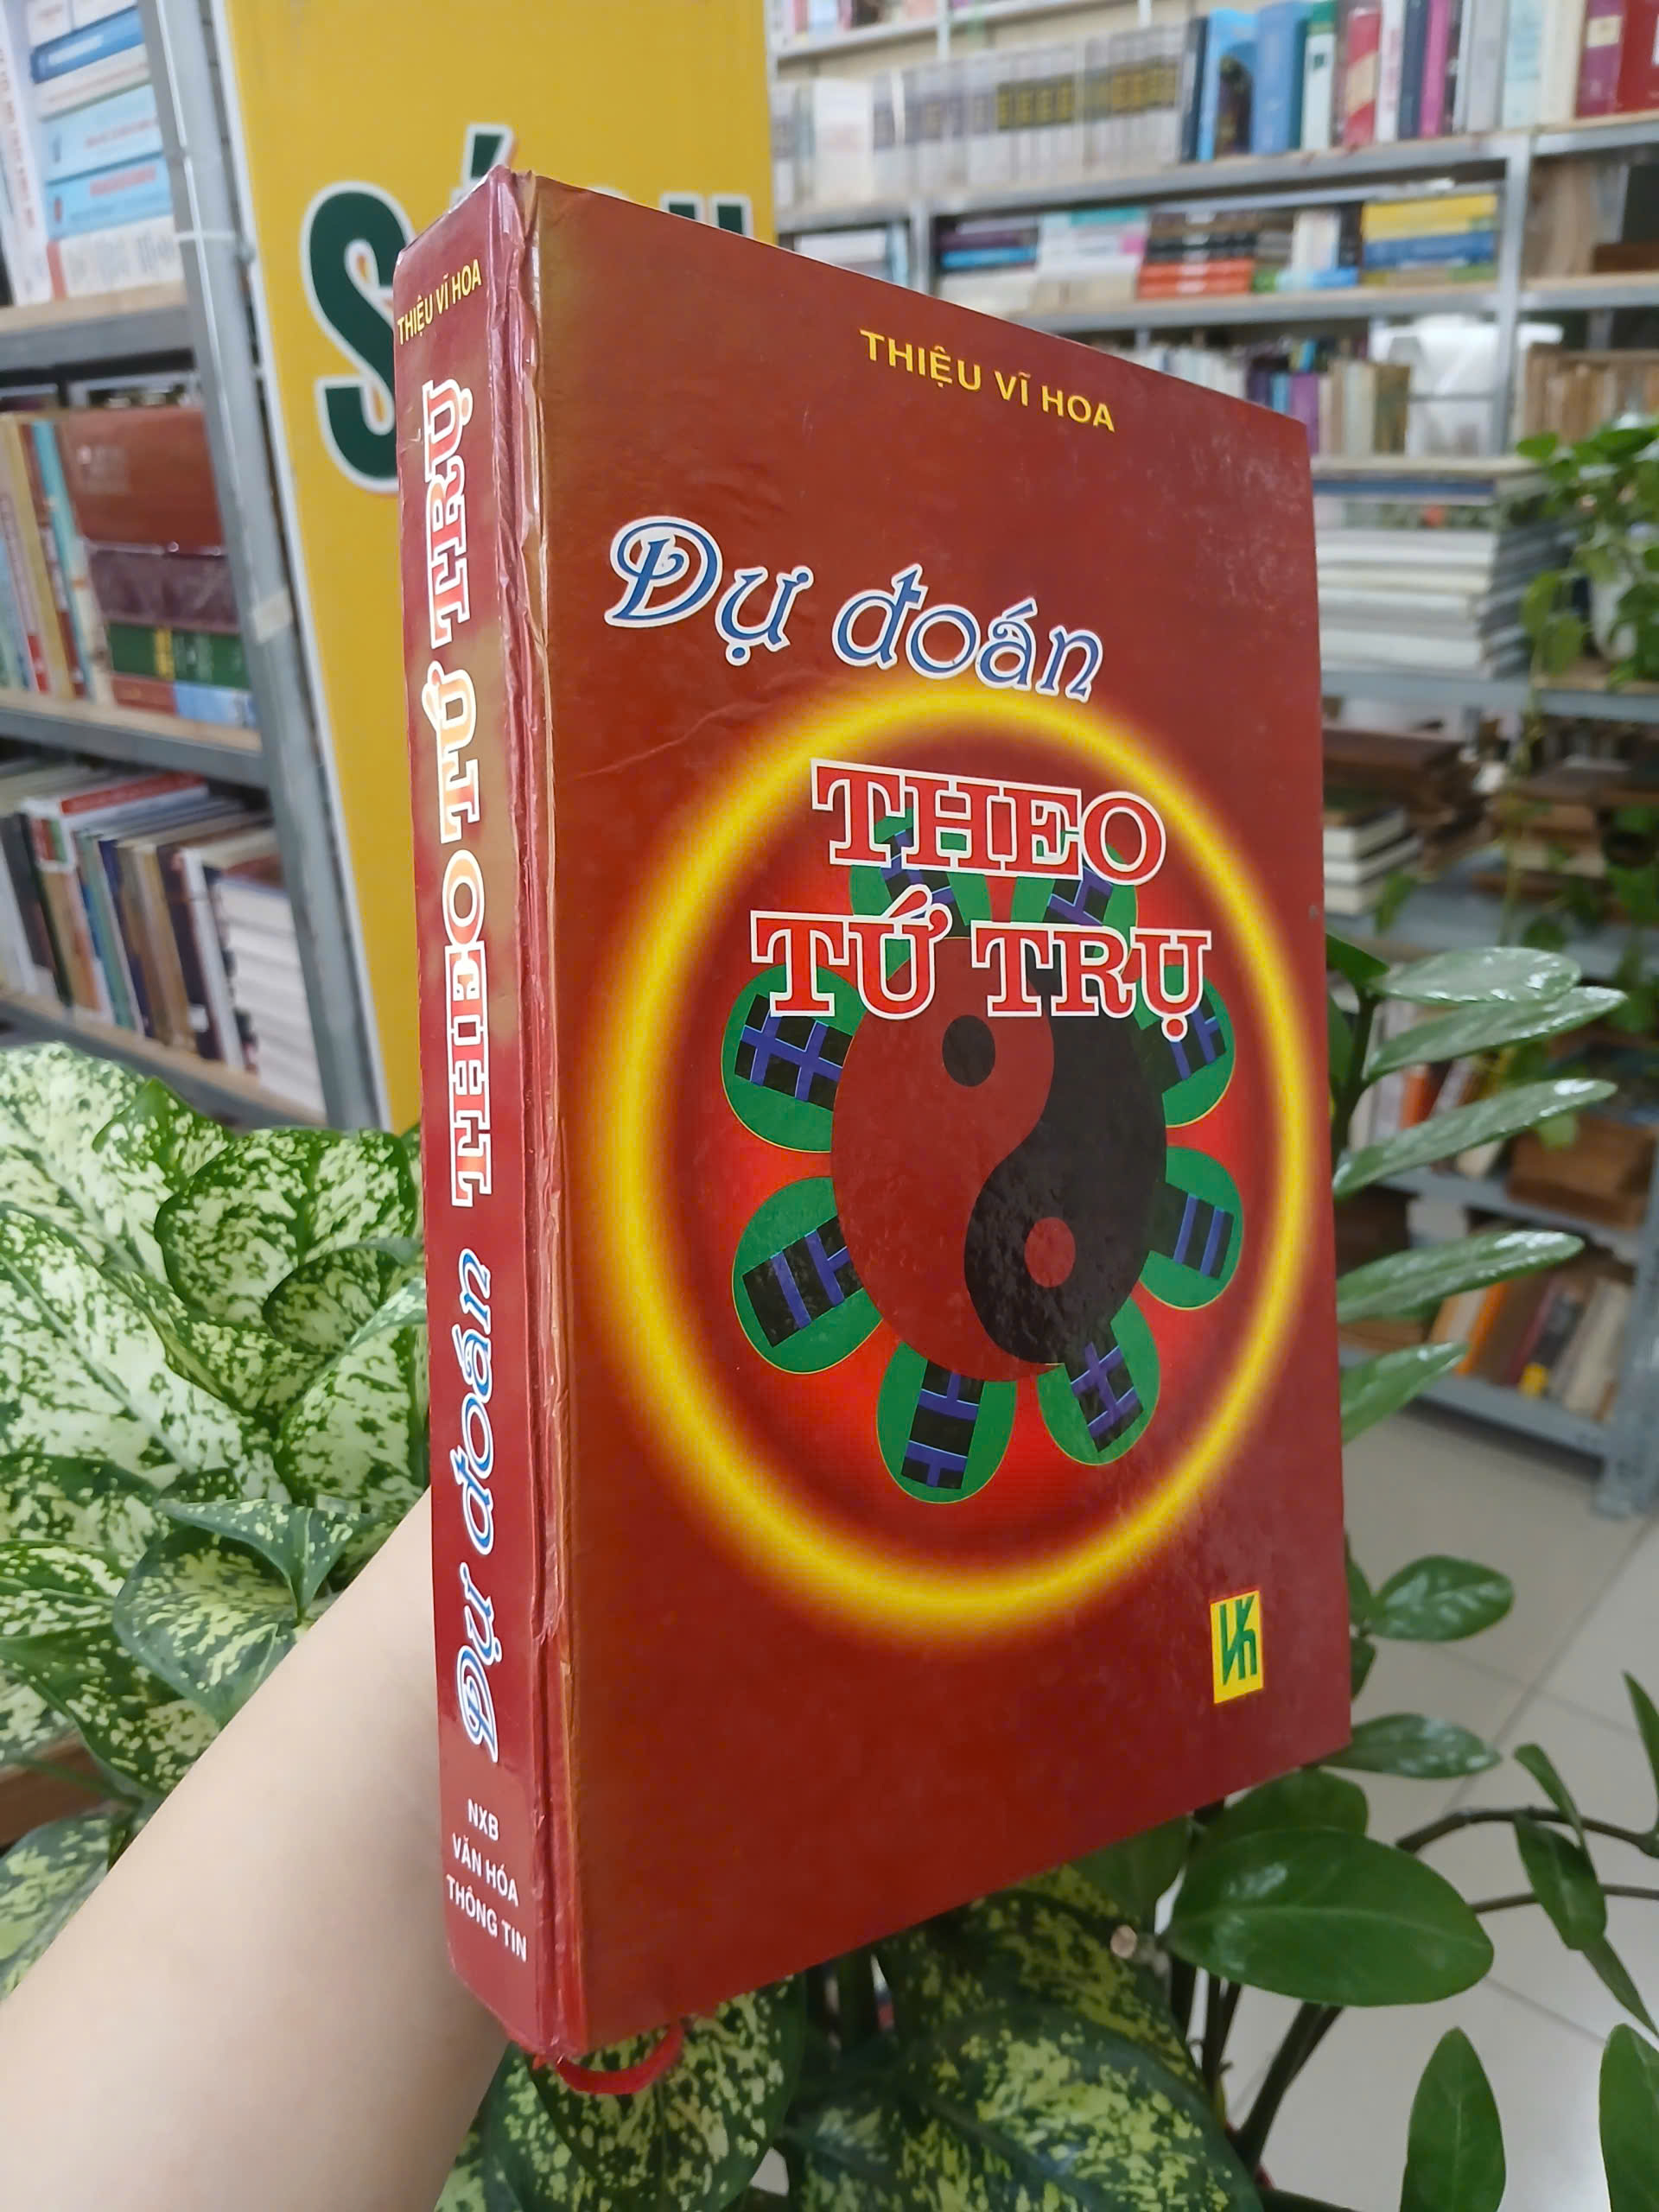 THIỆU VĨ HOA
Dự đoán
THEO
TỨ TRỤ
THIỆU VĨ HOA
Dự đoán THEO TỨ TRỤ
NXB
VĂN HÓA
THÔNG TIN